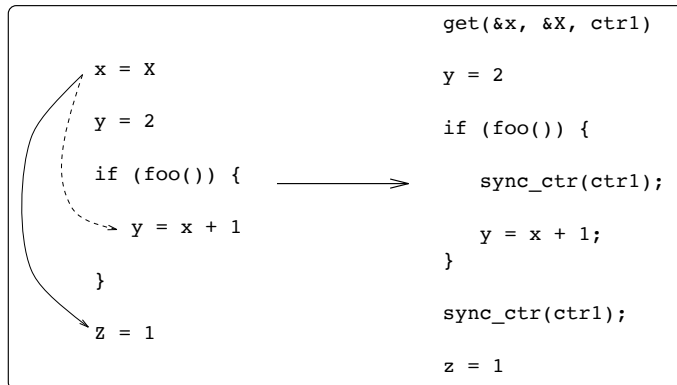 x = X
y = 2
if (foo()) {
y = x + 1
}
Z = 1
get(&x, &X, ctr1)
y = 2
if (foo()) {
sync_ctr(ctr1);
y = x + 1;
}
sync_ctr(ctr1);
z = 1